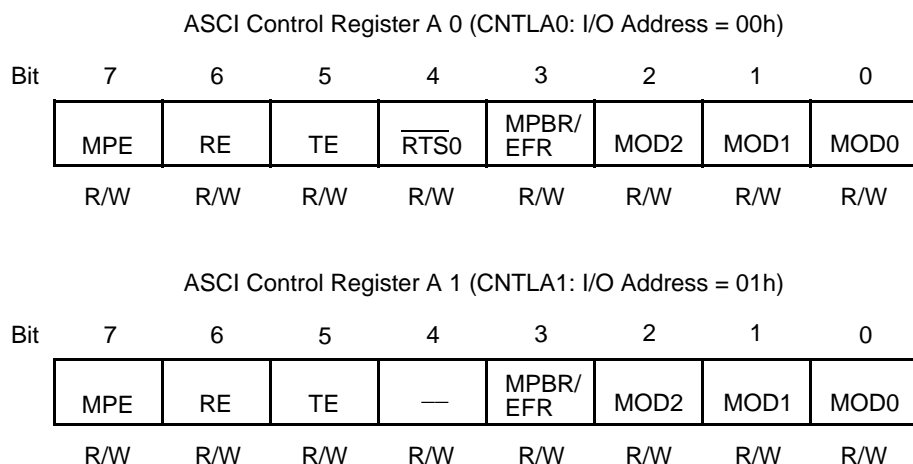 ASCI Control Register A 0 (CNTLA0: I/O Address = 00h)
Bit 7 6 5 4 3 2 1 0
MPE RE TE RTS0 MPBR/EFR MOD2 MOD1 MOD0
R/W R/W R/W R/W R/W R/W R/W R/W
ASCI Control Register A 1 (CNTLA1: I/O Address = 01h)
Bit 7 6 5 4 3 2 1 0
MPE RE TE — MPBR/EFR MOD2 MOD1 MOD0
R/W R/W R/W R/W R/W R/W R/W R/W